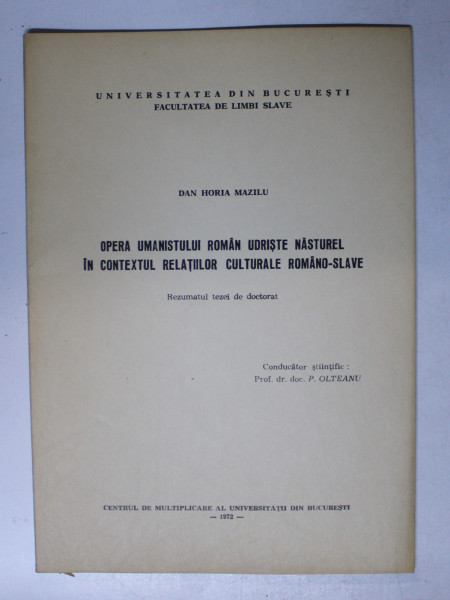 UNIVERSITATEA DIN BUCUREȘTI
FACULTATEA DE LIMBI SLAVE
DAN HORIA MAZILU
OPERA UMANISTULUI ROMÂN UDRIȘTE NĂSTUREL
ÎN CONTEXTUL RELAȚIILOR CULTURALE ROMÂNO-SLAVE
Rezumatul tezei de doctorat
Conducător științific :
Prof. dr. doc. P. OLTEANU
CENTRUL DE MULTIPLICARE AL UNIVERSITĂȚII DIN BUCUREȘTI
— 1972 —